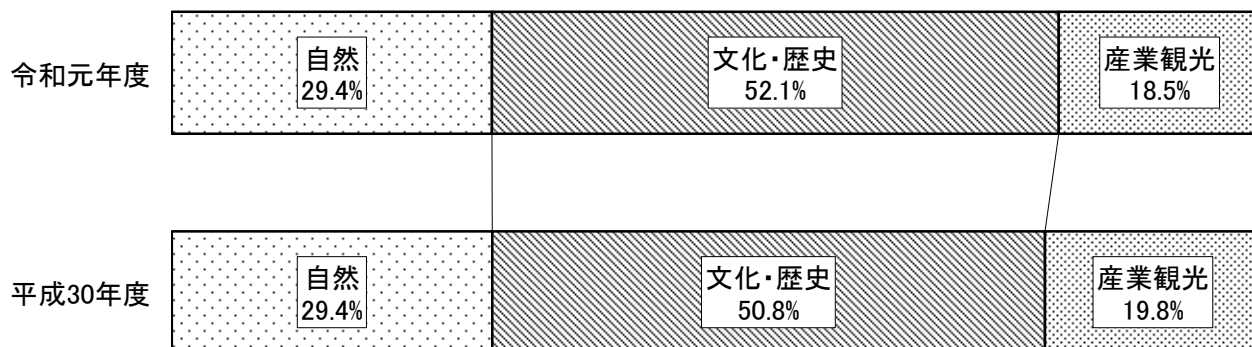 令和元年度
自然
29.4%
文化・歴史
52.1%
産業観光
18.5%
平成30年度
自然
29.4%
文化・歴史
50.8%
産業観光
19.8%